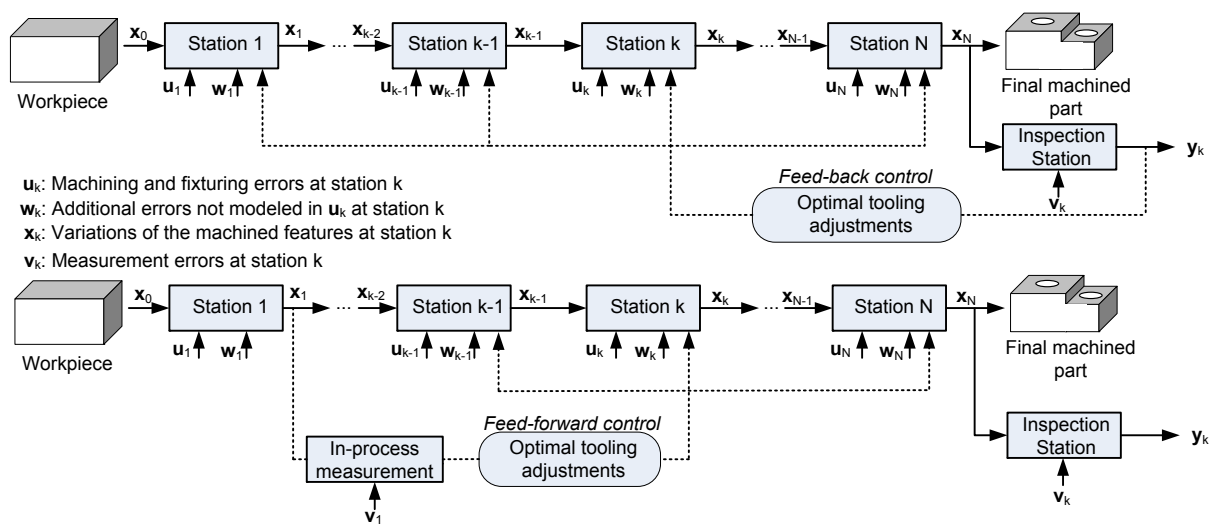 x0
Station 1
x1
...
xk-2
Station k-1
xk-1
Station k
xk
...
xN-1
Station N
xN
Workpiece
u1
w1
uk-1
wk-1
uk
wk
uN
wN
Final machined
part
Inspection
Station
yk
vk
Feed-back control
Optimal tooling
adjustments
uk: Machining and fixturing errors at station k
wk: Additional errors not modeled in uk at station k
xk: Variations of the machined features at station k
vk: Measurement errors at station k
x0
Station 1
x1
...
xk-2
Station k-1
xk-1
Station k
xk
...
xN-1
Station N
xN
Workpiece
u1
w1
uk-1
wk-1
uk
wk
uN
wN
Final machined
part
Feed-forward control
In-process
measurement
Optimal tooling
adjustments
v1
Inspection
Station
yk
vk